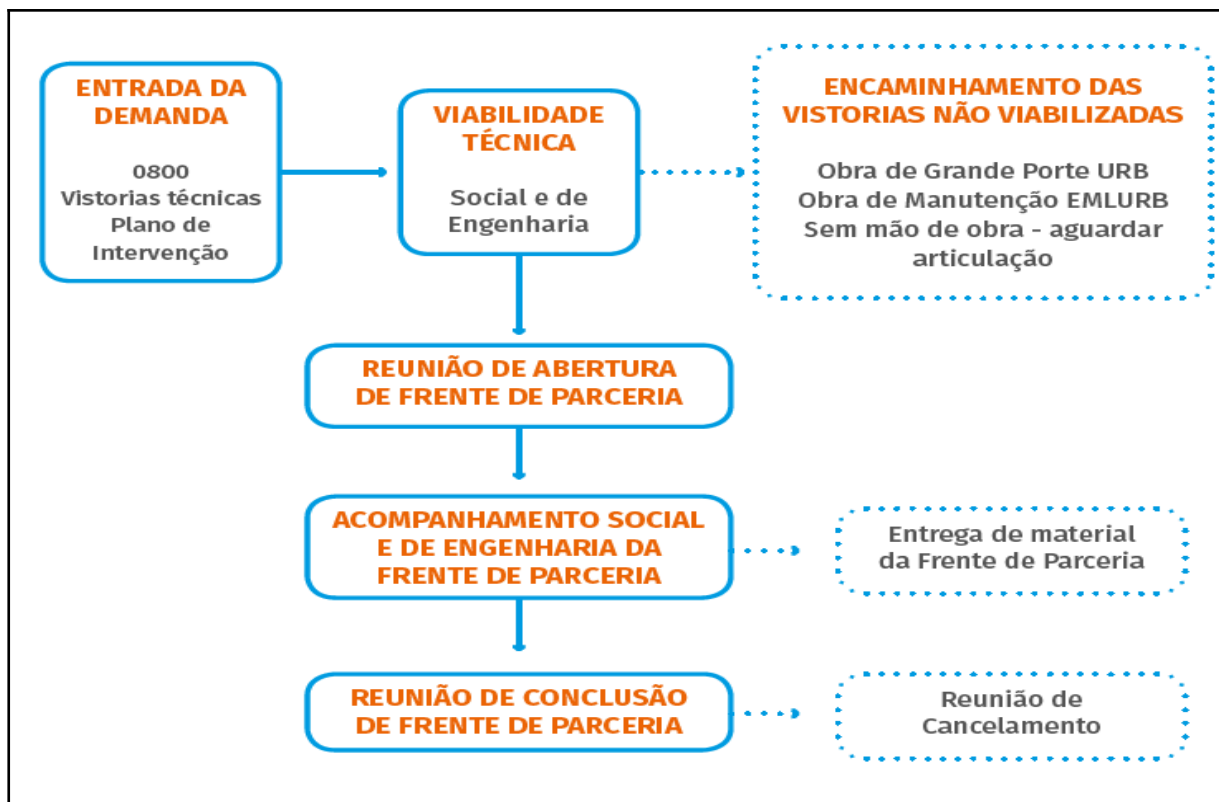 ENTRADA DA
DEMANDA
0800
Vistorias técnicas
Plano de
Intervenção
VIABILIDADE
TÉCNICA
Social e de
Engenharia
ENCAMINHAMENTO DAS
VISTORIAS NÃO VIABILIZADAS
Obra de Grande Porte URB
Obra de Manutenção EMLURB
Sem mão de obra - aguardar
articulação
REUNIÃO DE ABERTURA
DE FRENTE DE PARCERIA
ACOMPANHAMENTO SOCIAL
E DE ENGENHARIA DA
FRENTE DE PARCERIA
Entrega de material
da Frente de Parceria
REUNIÃO DE CONCLUSÃO
DE FRENTE DE PARCERIA
Reunião de
Cancelamento